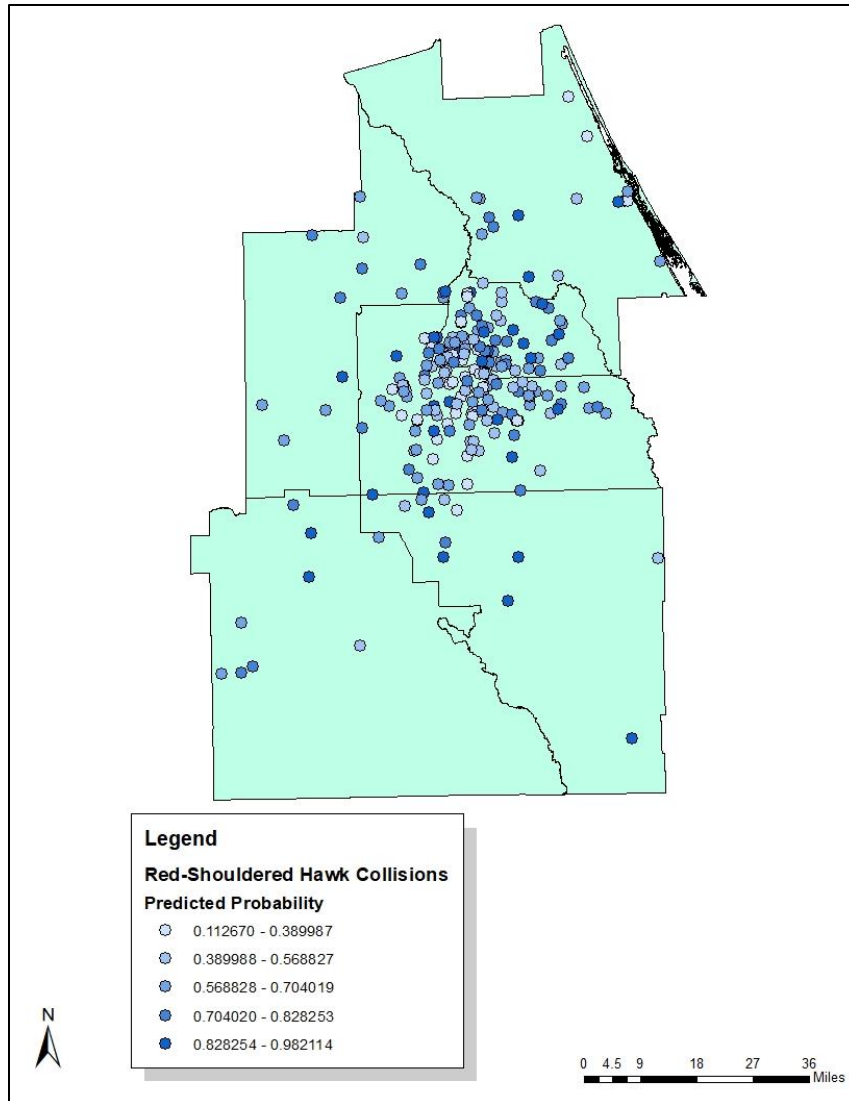 Legend
Red-Shouldered Hawk Collisions
Predicted Probability
0.112670 - 0.389987
0.389988 - 0.568827
0.568828 - 0.704019
0.704020 - 0.828253
0.828254 - 0.982114
N
0 4.5 9 18 27 36
Miles